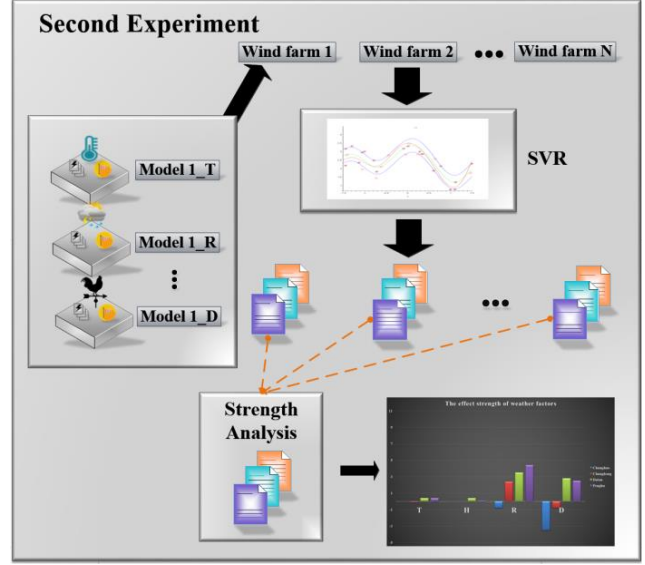 Second Experiment
Wind farm 1
Wind farm 2
Wind farm N
Model 1_T
Model 1_R
Model 1_D
SVR
Strength
Analysis
The effect strength of weather factors
T
H
R
D